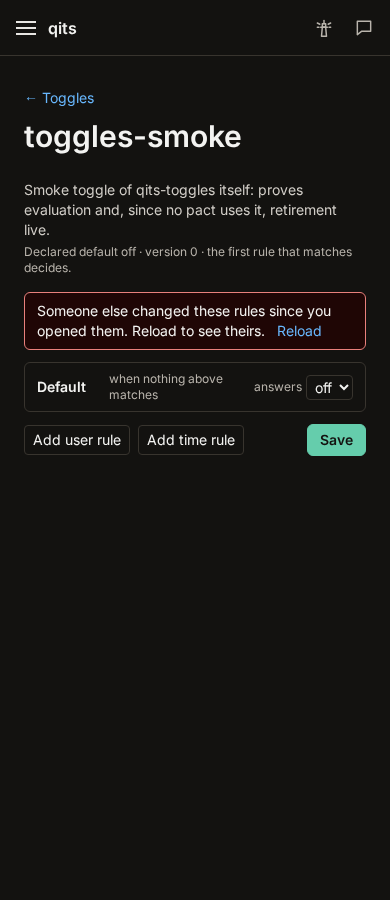 qits
← Toggles
toggles-smoke
Smoke toggle of qits-toggles itself: proves
evaluation and, since no pact uses it, retirement
live.
Declared default off · version 0 · the first rule that matches
decides.
Someone else changed these rules since you
opened them. Reload to see theirs. Reload
Default when nothing above matches answers off
Add user rule Add time rule Save